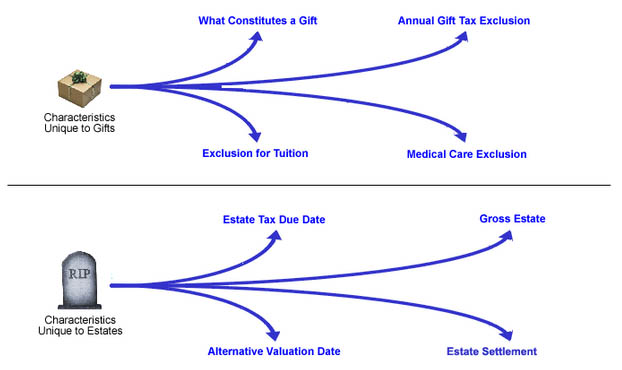 What Constitutes a Gift
Annual Gift Tax Exclusion
Characteristics
Unique to Gifts
Exclusion for Tuition
Medical Care Exclusion
Estate Tax Due Date
Gross Estate
RIP
Characteristics
Unique to Estates
Alternative Valuation Date
Estate Settlement